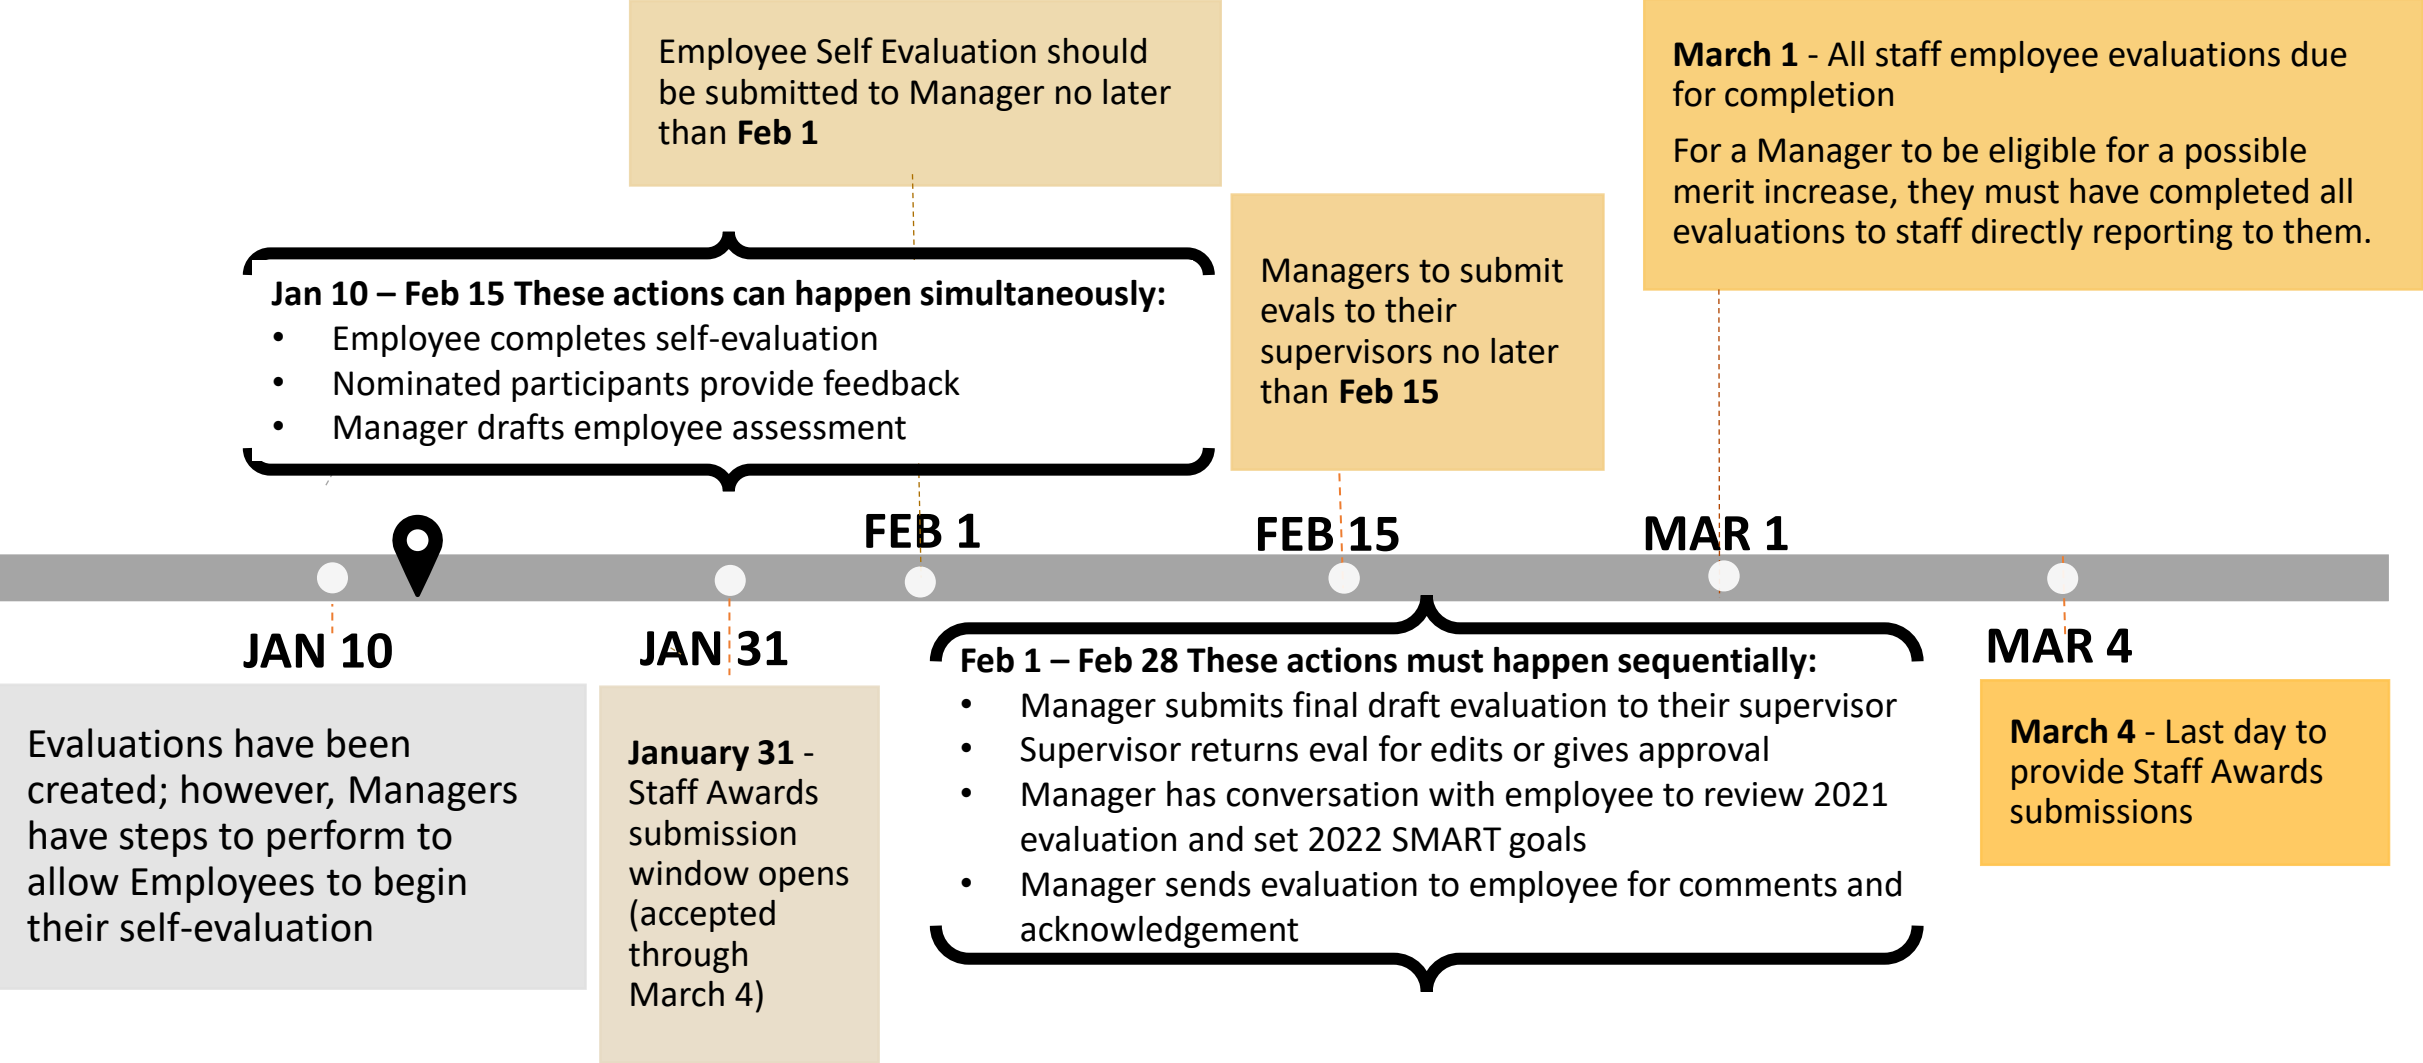 Employee Self Evaluation should
be submitted to Manager no later
than Feb 1
March 1 - All staff employee evaluations due
for completion
For a Manager to be eligible for a possible
merit increase, they must have completed all
evaluations to staff directly reporting to them.
Jan 10 – Feb 15 These actions can happen simultaneously:
• Employee completes self-evaluation
• Nominated participants provide feedback
• Manager drafts employee assessment
Managers to submit
evals to their
supervisors no later
than Feb 15
FEB 1
FEB 15
MAR 1
JAN 10
JAN 31
MAR 4
Evaluations have been
created; however, Managers
have steps to perform to
allow Employees to begin
their self-evaluation
January 31 -
Staff Awards
submission
window opens
(accepted
through
March 4)
Feb 1 – Feb 28 These actions must happen sequentially:
• Manager submits final draft evaluation to their supervisor
• Supervisor returns eval for edits or gives approval
• Manager has conversation with employee to review 2021
evaluation and set 2022 SMART goals
• Manager sends evaluation to employee for comments and
acknowledgement
March 4 - Last day to
provide Staff Awards
submissions